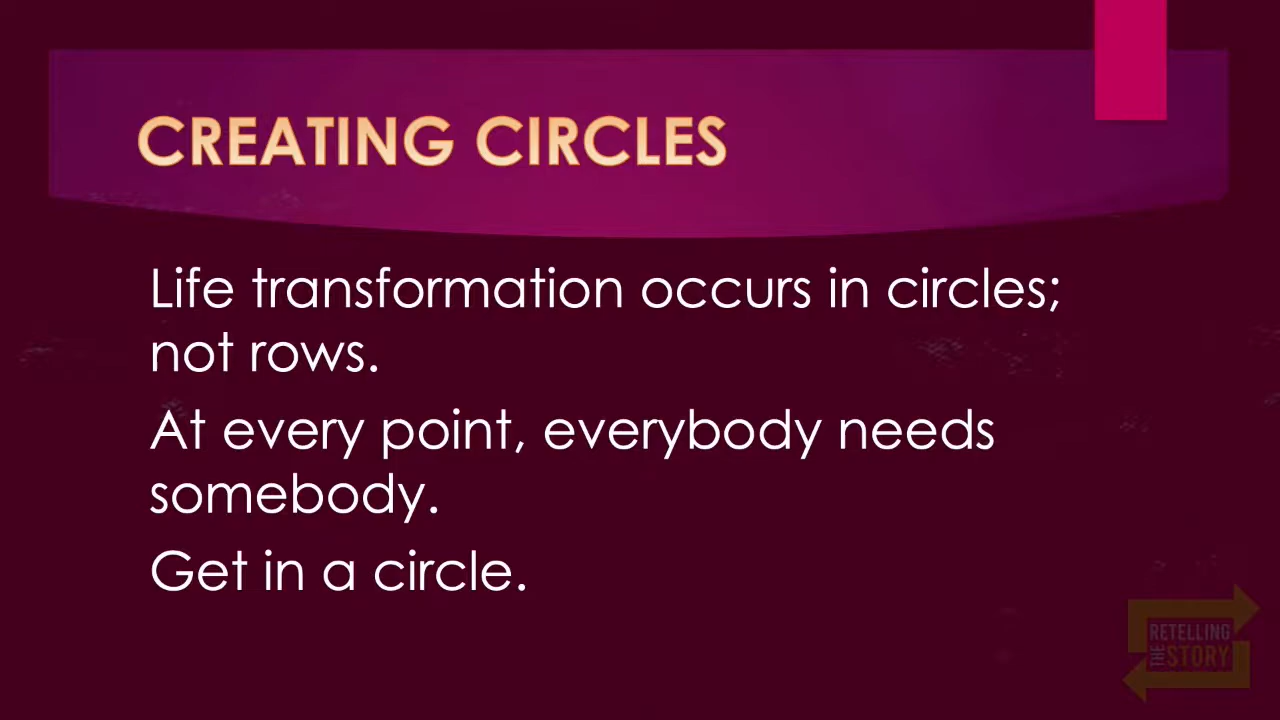 CREATING CIRCLES
Life transformation occurs in circles;
not rows.
At every point, everybody needs
somebody.
Get in a circle.
RETELLING
THE STORY